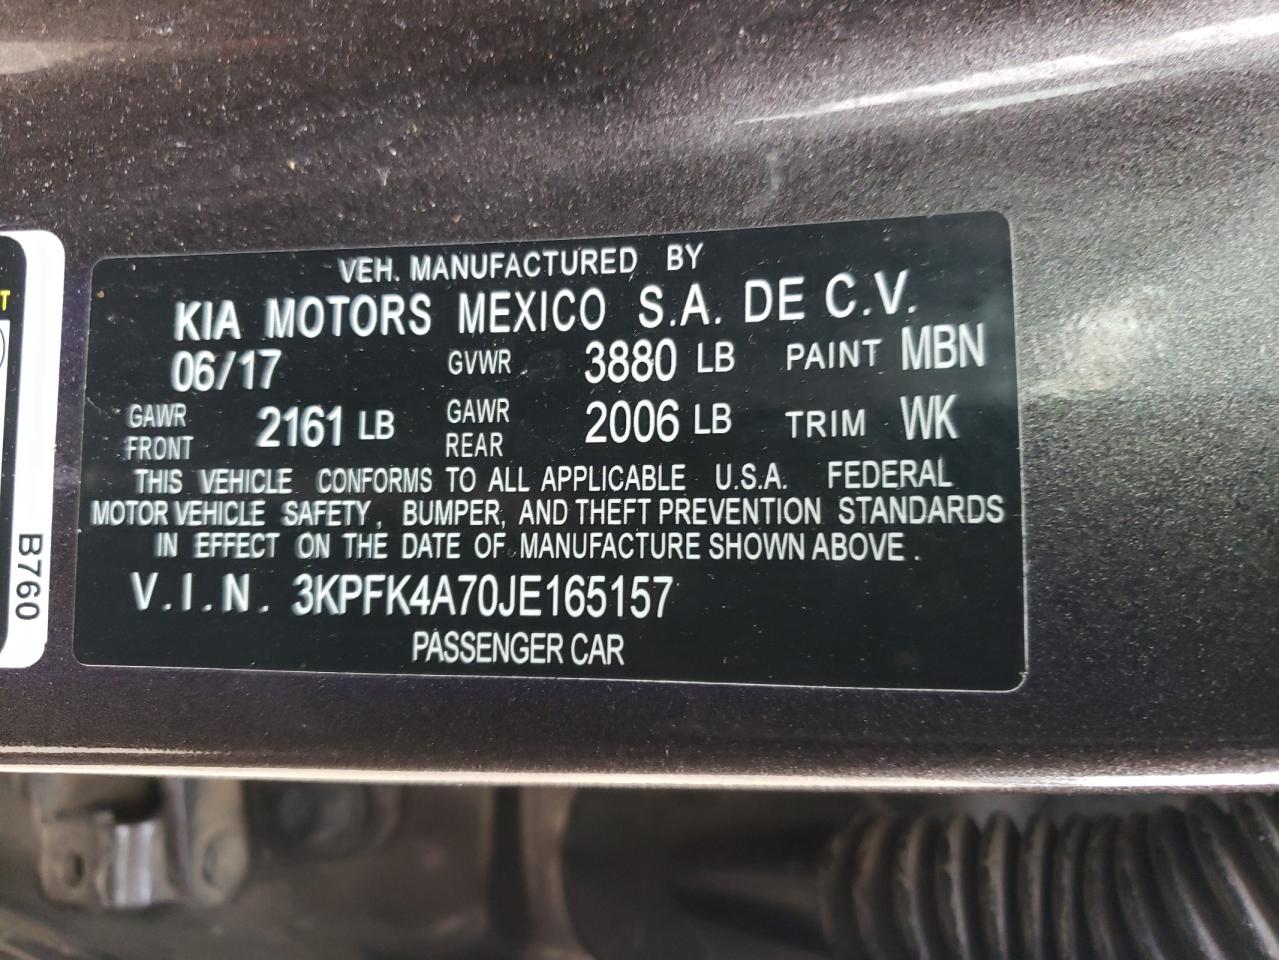 VEH. MANUFACTURED BY
KIA MOTORS MEXICO S.A. DE C.V.
06/17 GVWR 3880 LB PAINT MBN
GAWR FRONT 2161 LB GAWR REAR 2006 LB TRIM WK
THIS VEHICLE CONFORMS TO ALL APPLICABLE U.S.A. FEDERAL
MOTOR VEHICLE SAFETY, BUMPER, AND THEFT PREVENTION STANDARDS
IN EFFECT ON THE DATE OF MANUFACTURE SHOWN ABOVE.
V.I.N. 3KPFK4A70JE165157
PASSENGER CAR
B760
T